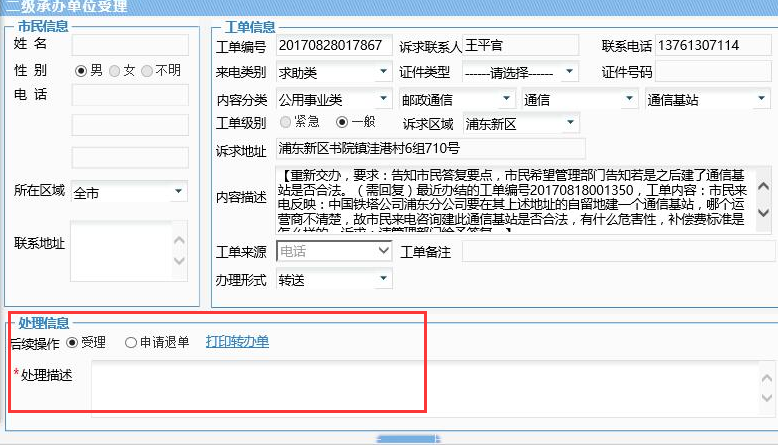 二级承办单位受理
市民信息
姓 名
性 别 男 女 不明
电 话
所在区域 全市
联系地址
工单信息
工单编号 20170828017867 诉求联系人 王平官 联系电话 13761307114
来电类别 求助类 证件类型 ------请选择------ 证件号码
内容分类 公用事业类 邮政通信 通信 通信基站
工单级别 紧急 一般 诉求区域 浦东新区
诉求地址 浦东新区书院镇洼港村6组710号
内容描述
【重新交办，要求：告知市民答复要点，市民希望管理部门告知若是之后建了通信基
站是否合法。（需回复）最近办结的工单编号20170818001350，工单内容：市民来
电反映：中国铁塔公司浦东分公司要在其上述地址的自留地建一个通信基站，哪个运
营商不清楚，故市民来电咨询建此通信基站是否合法，有什么危害性，补偿费标准是
怎么样的。诉求：请管理部门给予答复。】
工单来源 电话 工单备注
办理形式 转送
处理信息
后续操作 受理 申请退单 打印转办单
*处理描述